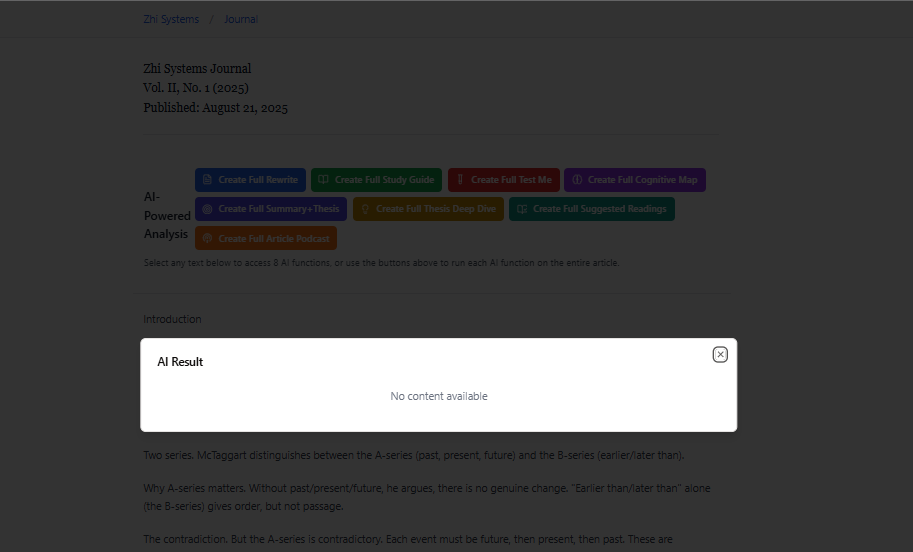 Zhi Systems / Journal
Zhi Systems Journal
Vol. II, No. 1 (2025)
Published: August 21, 2025
AI-
Powered
Analysis
Create Full Rewrite
Create Full Study Guide
Create Full Test Me
Create Full Cognitive Map
Create Full Summary+Thesis
Create Full Thesis Deep Dive
Create Full Suggested Readings
Create Full Article Podcast
Select any text below to access 8 AI functions, or use the buttons above to run each AI function on the entire article.
Introduction
AI Result
No content available
Two series. McTaggart distinguishes between the A-series (past, present, future) and the B-series (earlier/later than).
Why A-series matters. Without past/present/future, he argues, there is no genuine change. "Earlier than/later than" alone
(the B-series) gives order, but not passage.
The contradiction. But the A-series is contradictory. Each event must be future, then present, then past. These are